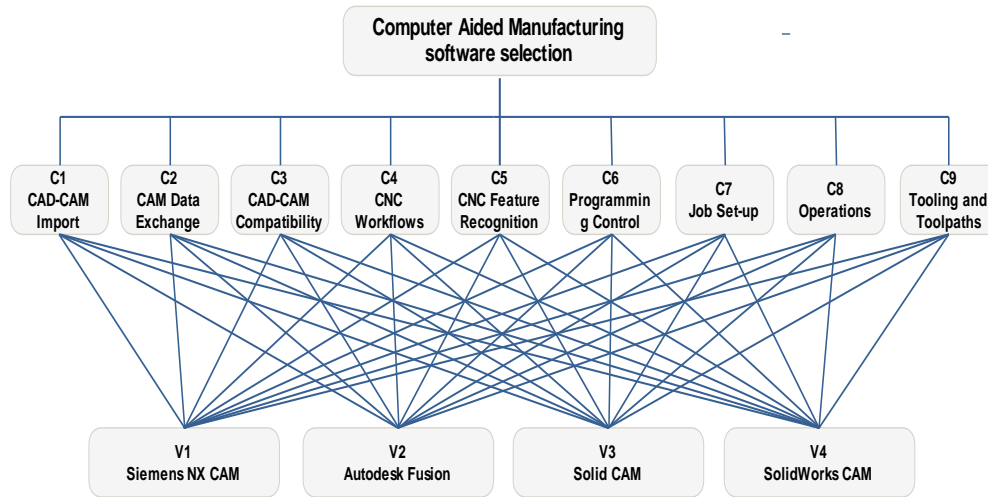 Computer Aided Manufacturing
software selection
C1
CAD-CAM
Import
C2
CAM Data
Exchange
C3
CAD-CAM
Compatibility
C4
CNC
Workflows
C5
CNC Feature
Recognition
C6
Programmin
g Control
C7
Job Set-up
C8
Operations
C9
Tooling and
Toolpaths
V1
Siemens NX CAM
V2
Autodesk Fusion
V3
Solid CAM
V4
SolidWorks CAM